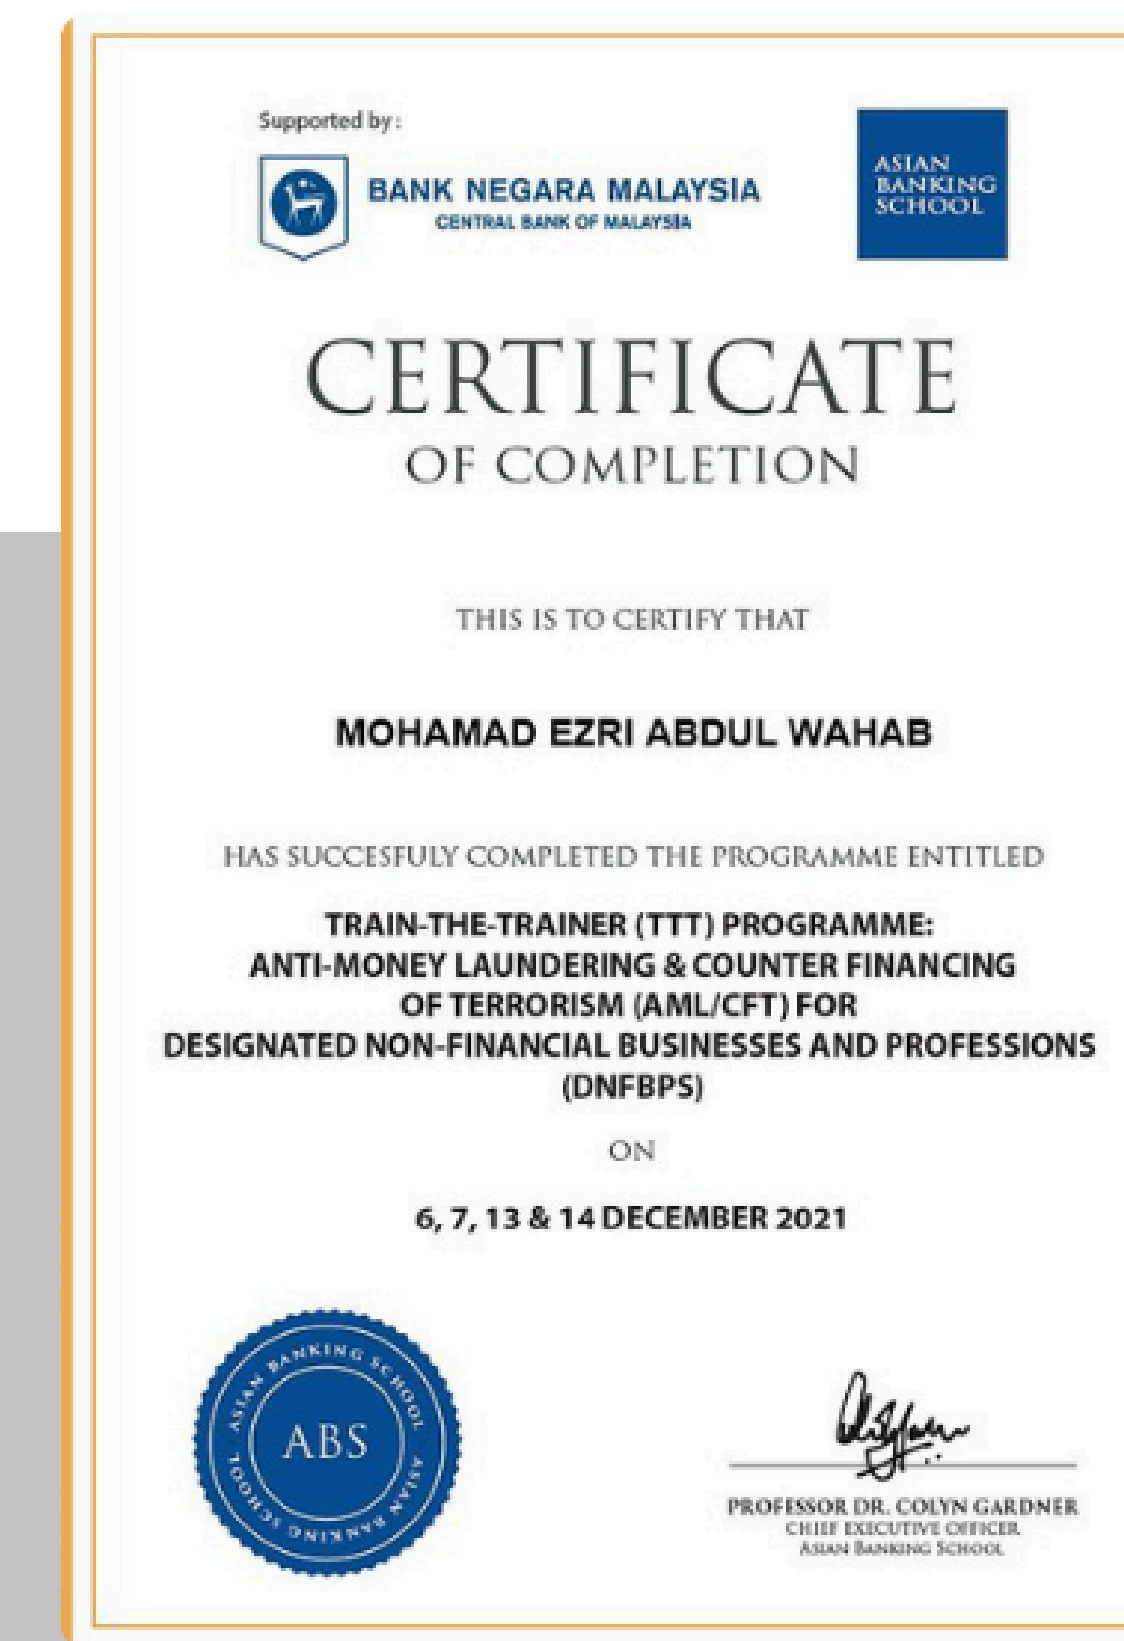 Supported by :
BANK NEGARA MALAYSIA
CENTRAL BANK OF MALAYSIA
ASIAN
BANKING
SCHOOL
CERTIFICATE
OF COMPLETION
THIS IS TO CERTIFY THAT
MOHAMAD EZRI ABDUL WAHAB
HAS SUCCESFULY COMPLETED THE PROGRAMME ENTITLED
TRAIN-THE-TRAINER (TTT) PROGRAMME:
ANTI-MONEY LAUNDERING & COUNTER FINANCING
OF TERRORISM (AML/CFT) FOR
DESIGNATED NON-FINANCIAL BUSINESSES AND PROFESSIONS
(DNFBPS)
ON
6, 7, 13 & 14 DECEMBER 2021
ASIAN BANKING SCHOOL · ASIAN BANKING SCHOOL ·
ABS
PROFESSOR DR. COLYN GARDNER
CHIEF EXECUTIVE OFFICER
ASIAN BANKING SCHOOL